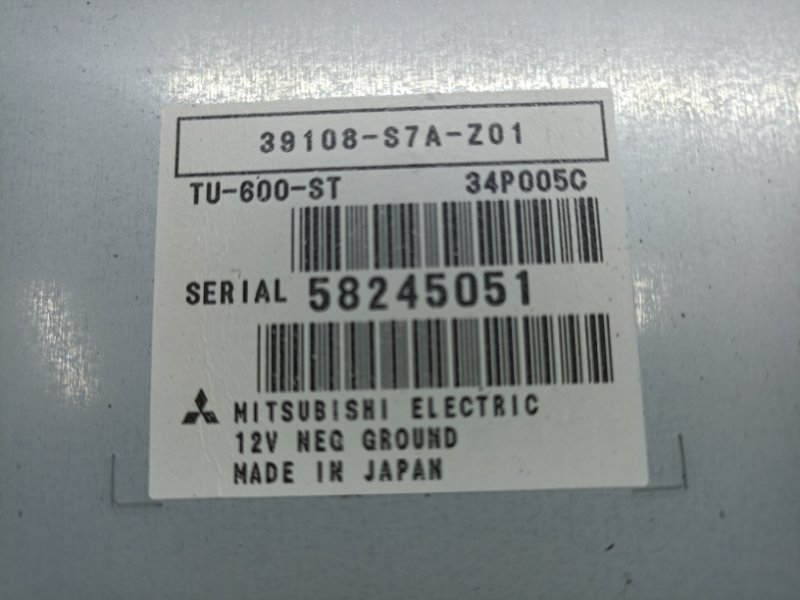 39108-S7A-Z01
TU-600-ST 34P005C
SERIAL 58245051
MITSUBISHI ELECTRIC
12V NEG GROUND
MADE IN JAPAN